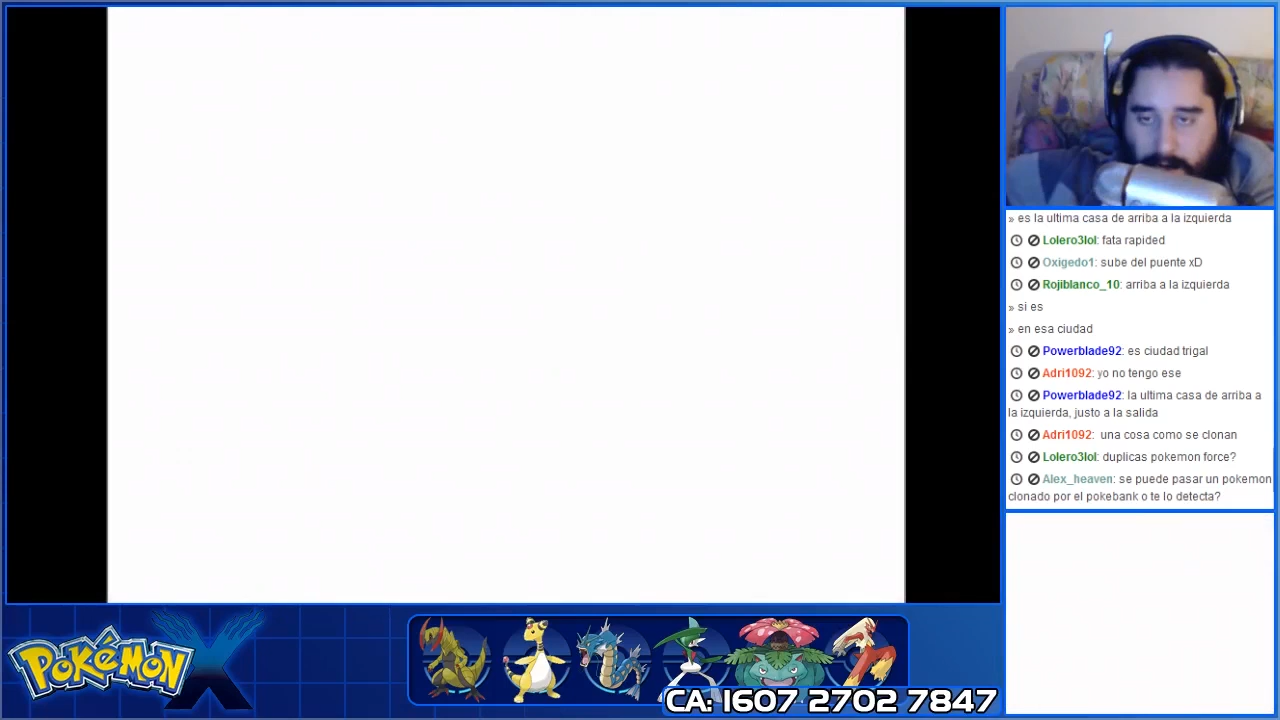 » es la ultima casa de arriba a la izquierda
Lolero3lol: fata rapided
Oxigedo1: sube del puente xD
Rojiblanco_10: arriba a la izquierda
» si es
» en esa ciudad
Powerblade92: es ciudad trigal
Adri1092: yo no tengo ese
Powerblade92: la ultima casa de arriba a
la izquierda, justo a la salida
Adri1092: una cosa como se clonan
Lolero3lol: duplicas pokemon force?
Alex_heaven: se puede pasar un pokemon
clonado por el pokebank o te lo detecta?
POKéMON X
CA: 1607 2702 7847